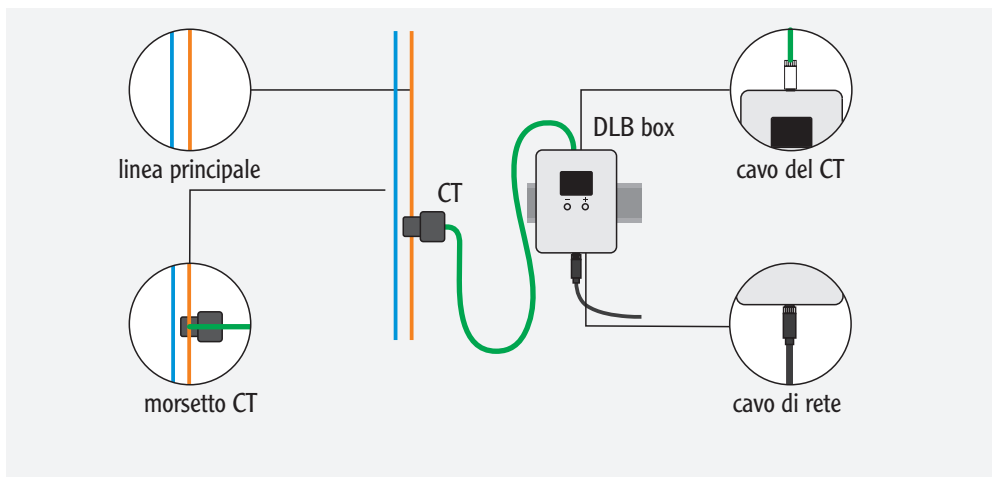 DLB box
linea principale
cavo del CT
CT
− +
morsetto CT
cavo di rete